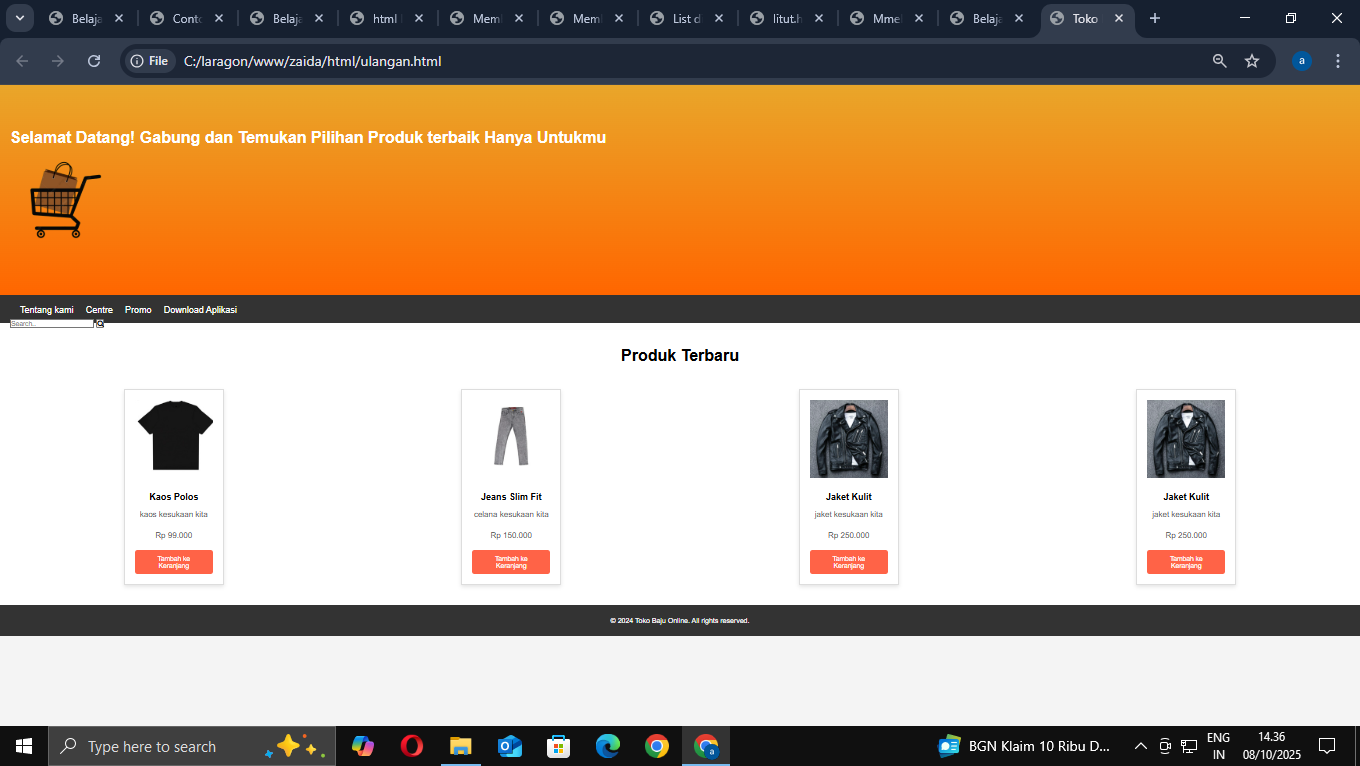 Belaja
Conto
Belaja
html
Memb
Memb
List d
litut.h
Mmel
Belaja
Toko
File
C:/laragon/www/zaida/html/ulangan.html
a
Selamat Datang! Gabung dan Temukan Pilihan Produk terbaik Hanya Untukmu
Tentang kami Centre Promo Download Aplikasi
Search..
Produk Terbaru
Kaos Polos
kaos kesukaan kita
Rp 99.000
Tambah ke
Keranjang
Jeans Slim Fit
celana kesukaan kita
Rp 150.000
Tambah ke
Keranjang
Jaket Kulit
jaket kesukaan kita
Rp 250.000
Tambah ke
Keranjang
Jaket Kulit
jaket kesukaan kita
Rp 250.000
Tambah ke
Keranjang
© 2024 Toko Baju Online. All rights reserved.
Type here to search
BGN Klaim 10 Ribu D...
ENG
IN
14.36
08/10/2025